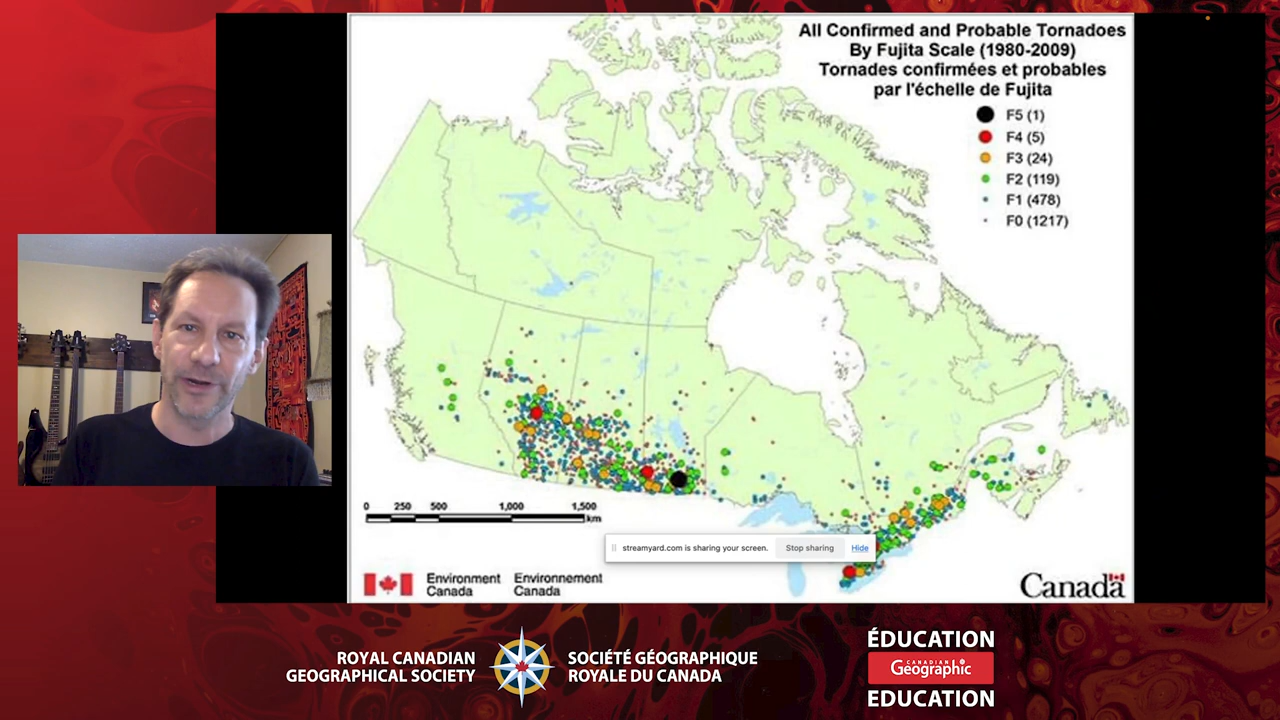 All Confirmed and Probable Tornadoes
By Fujita Scale (1980-2009)
Tornades confirmées et probables
par l'échelle de Fujita
F5 (1)
F4 (5)
F3 (24)
F2 (119)
F1 (478)
F0 (1217)
0 250 500 1,000 1,500
km
streamyard.com is sharing your screen. Stop sharing Hide
Environment Environnement
Canada Canada
Canada
ROYAL CANADIAN
GEOGRAPHICAL SOCIETY
SOCIÉTÉ GÉOGRAPHIQUE
ROYALE DU CANADA
ÉDUCATION
CANADIAN
Geographic
EDUCATION